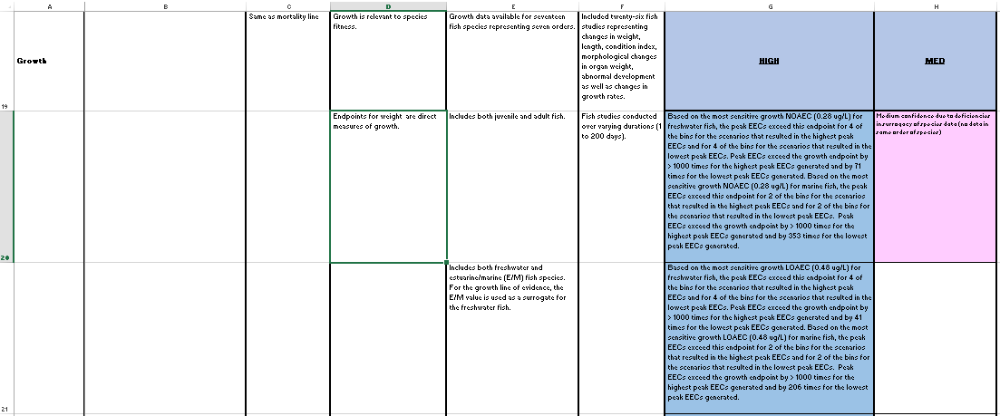 A B C D E F G H
19
Growth
Same as mortality line
Growth is relevant to species
fitness.
Growth data available for seventeen
fish species representing seven orders.
Included twenty-six fish
studies representing
changes in weight,
length, condition index,
morphological changes
in organ weight,
abnormal development
as well as changes in
growth rates.
HIGH
MED
20
Endpoints for weight are direct
measures of growth.
Includes both juvenile and adult fish.
Fish studies conducted
over varying durations (1
to 200 days).
Based on the most sensitive growth NOAEC (0.28 ug/L) for
freshwater fish, the peak EECs exceed this endpoint for 4 of
the bins for the scenarios that resulted in the highest peak
EECs and for 4 of the bins for the scenarios that resulted in the
lowest peak EECs. Peak EECs exceed the growth endpoint by
> 1000 times for the highest peak EECs generated and by 71
times for the lowest peak EECs generated. Based on the most
sensitive growth NOAEC (0.28 ug/L) for marine fish, the peak
EECs exceed this endpoint for 2 of the bins for the scenarios
that resulted in the highest peak EECs and for 2 of the bins for
the scenarios that resulted in the lowest peak EECs. Peak
EECs exceed the growth endpoint by > 1000 times for the
highest peak EECs generated and by 353 times for the lowest
peak EECs generated.
Medium confidence due to deficiencies
in surrogacy of species data (no data in
same order of species)
21
Includes both freshwater and
estuarine/marine (E/M) fish species.
For the growth line of evidence, the
E/M value is used as a surrogate for
the freshwater fish.
Based on the most sensitive growth LOAEC (0.48 ug/L) for
freshwater fish, the peak EECs exceed this endpoint for 4 of
the bins for the scenarios that resulted in the highest peak
EECs and for 4 of the bins for the scenarios that resulted in the
lowest peak EECs. Peak EECs exceed the growth endpoint by
> 1000 times for the highest peak EECs generated and by 41
times for the lowest peak EECs generated. Based on the most
sensitive growth LOAEC (0.48 ug/L) for marine fish, the peak
EECs exceed this endpoint for 2 of the bins for the scenarios
that resulted in the highest peak EECs and for 2 of the bins for
the scenarios that resulted in the lowest peak EECs. Peak
EECs exceed the growth endpoint by > 1000 times for the
highest peak EECs generated and by 206 times for the lowest
peak EECs generated.